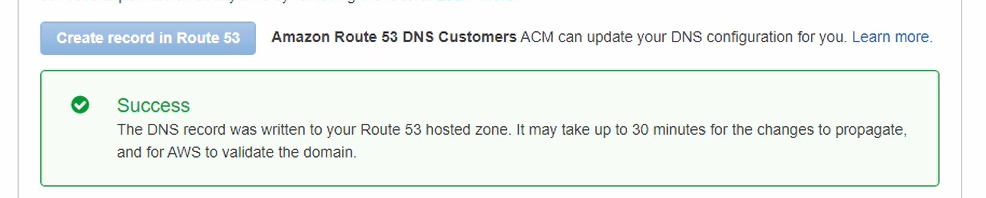 Create record in Route 53 Amazon Route 53 DNS Customers ACM can update your DNS configuration for you. Learn more.
Success
The DNS record was written to your Route 53 hosted zone. It may take up to 30 minutes for the changes to propagate,
and for AWS to validate the domain.